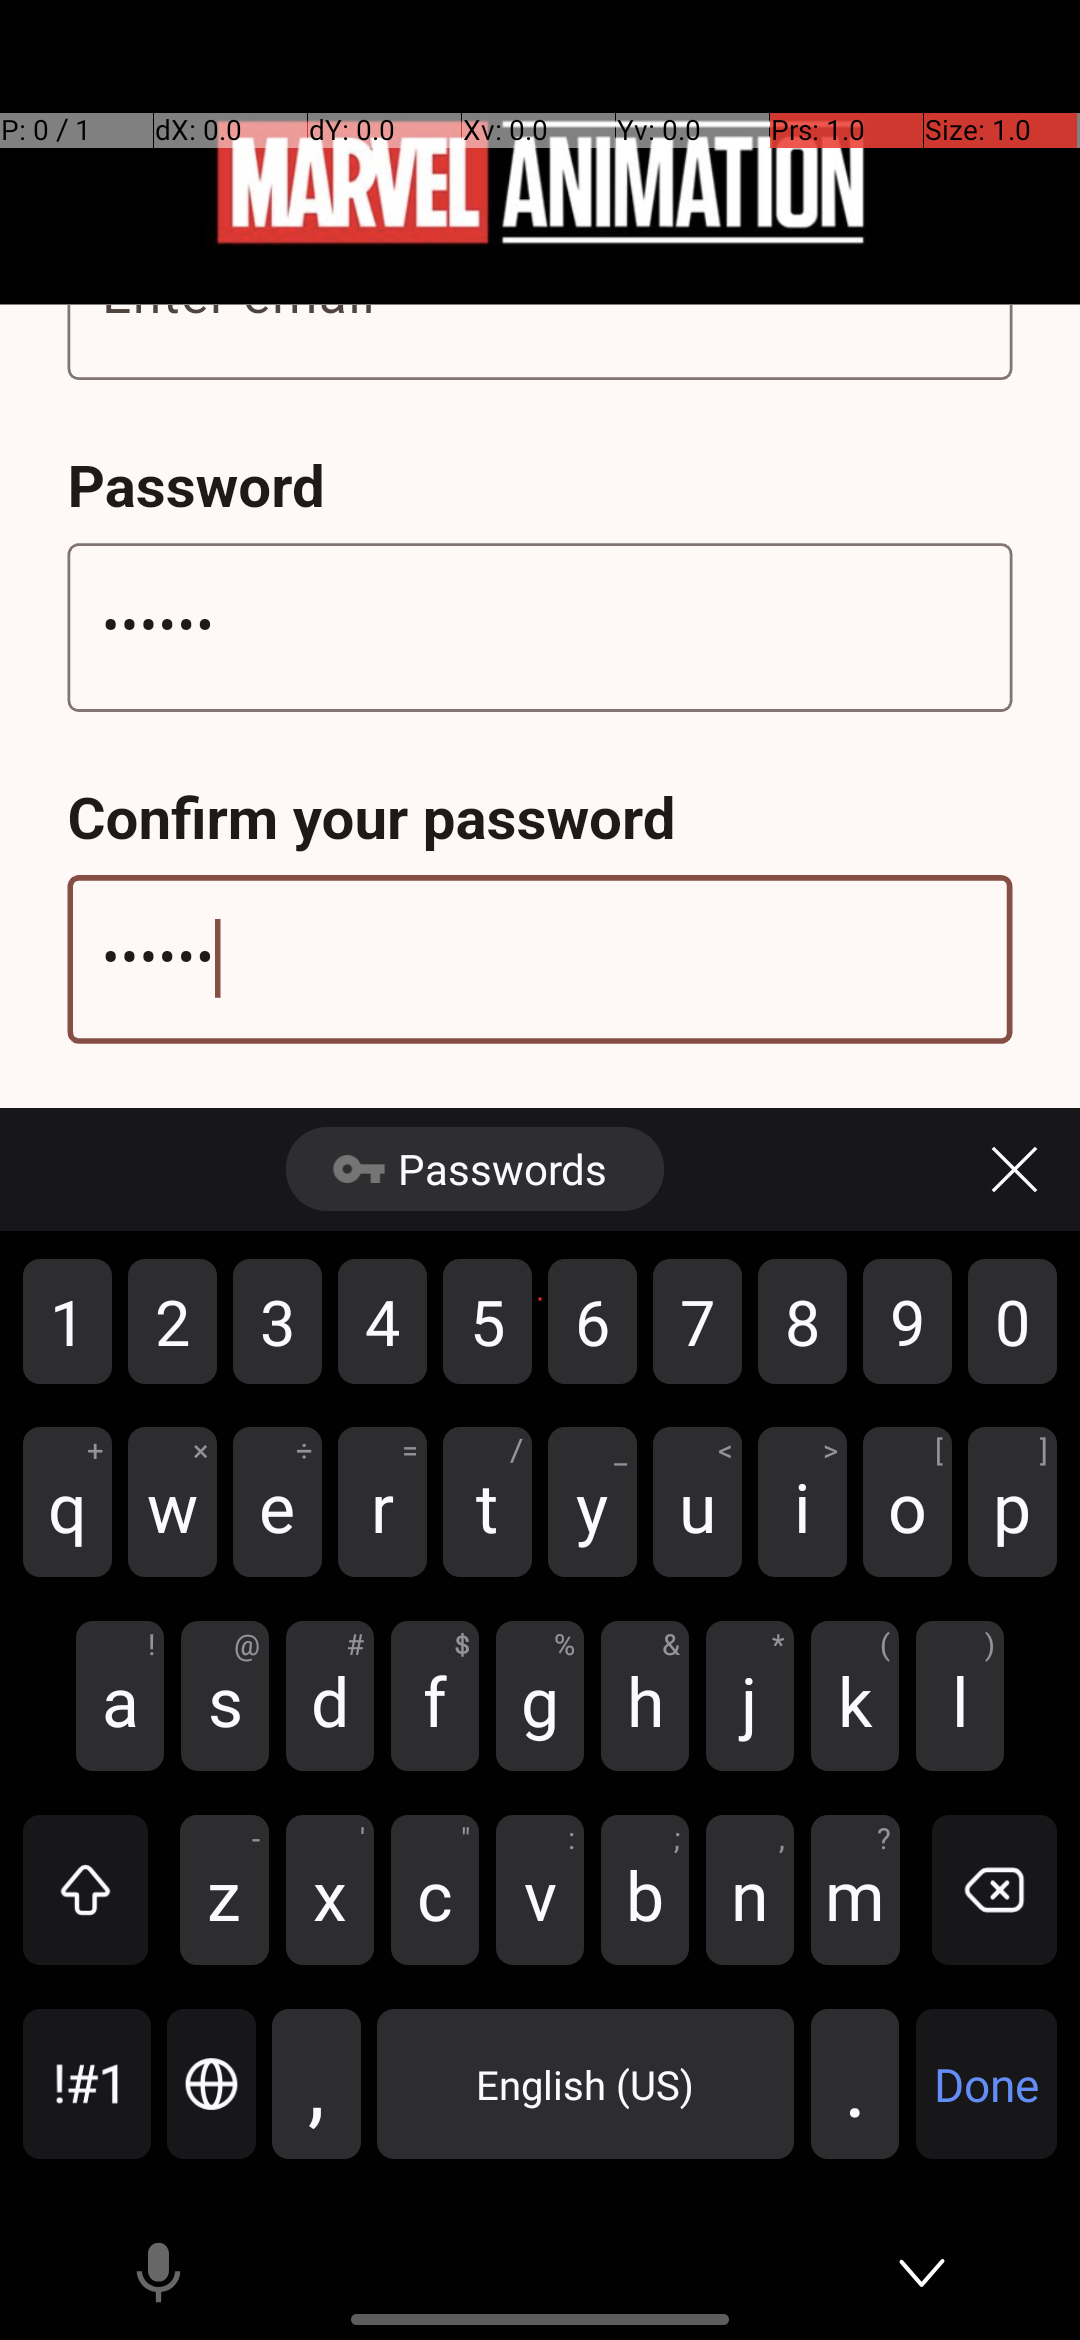 P: 0 / 1 dX: 0.0 dY: 0.0 Xv: 0.0 Yv: 0.0 Prs: 1.0 Size: 1.0
MARVEL ANIMATION
Enter email
Password
••••••
Confirm your password
••••••
Passwords
1 2 3 4 5 6 7 8 9 0
+ × ÷ = / _ < > [ ]
q w e r t y u i o p
! @ # $ % & * ( )
a s d f g h j k l
- ' " : ; , ?
z x c v b n m
!#1 , English (US) . Done